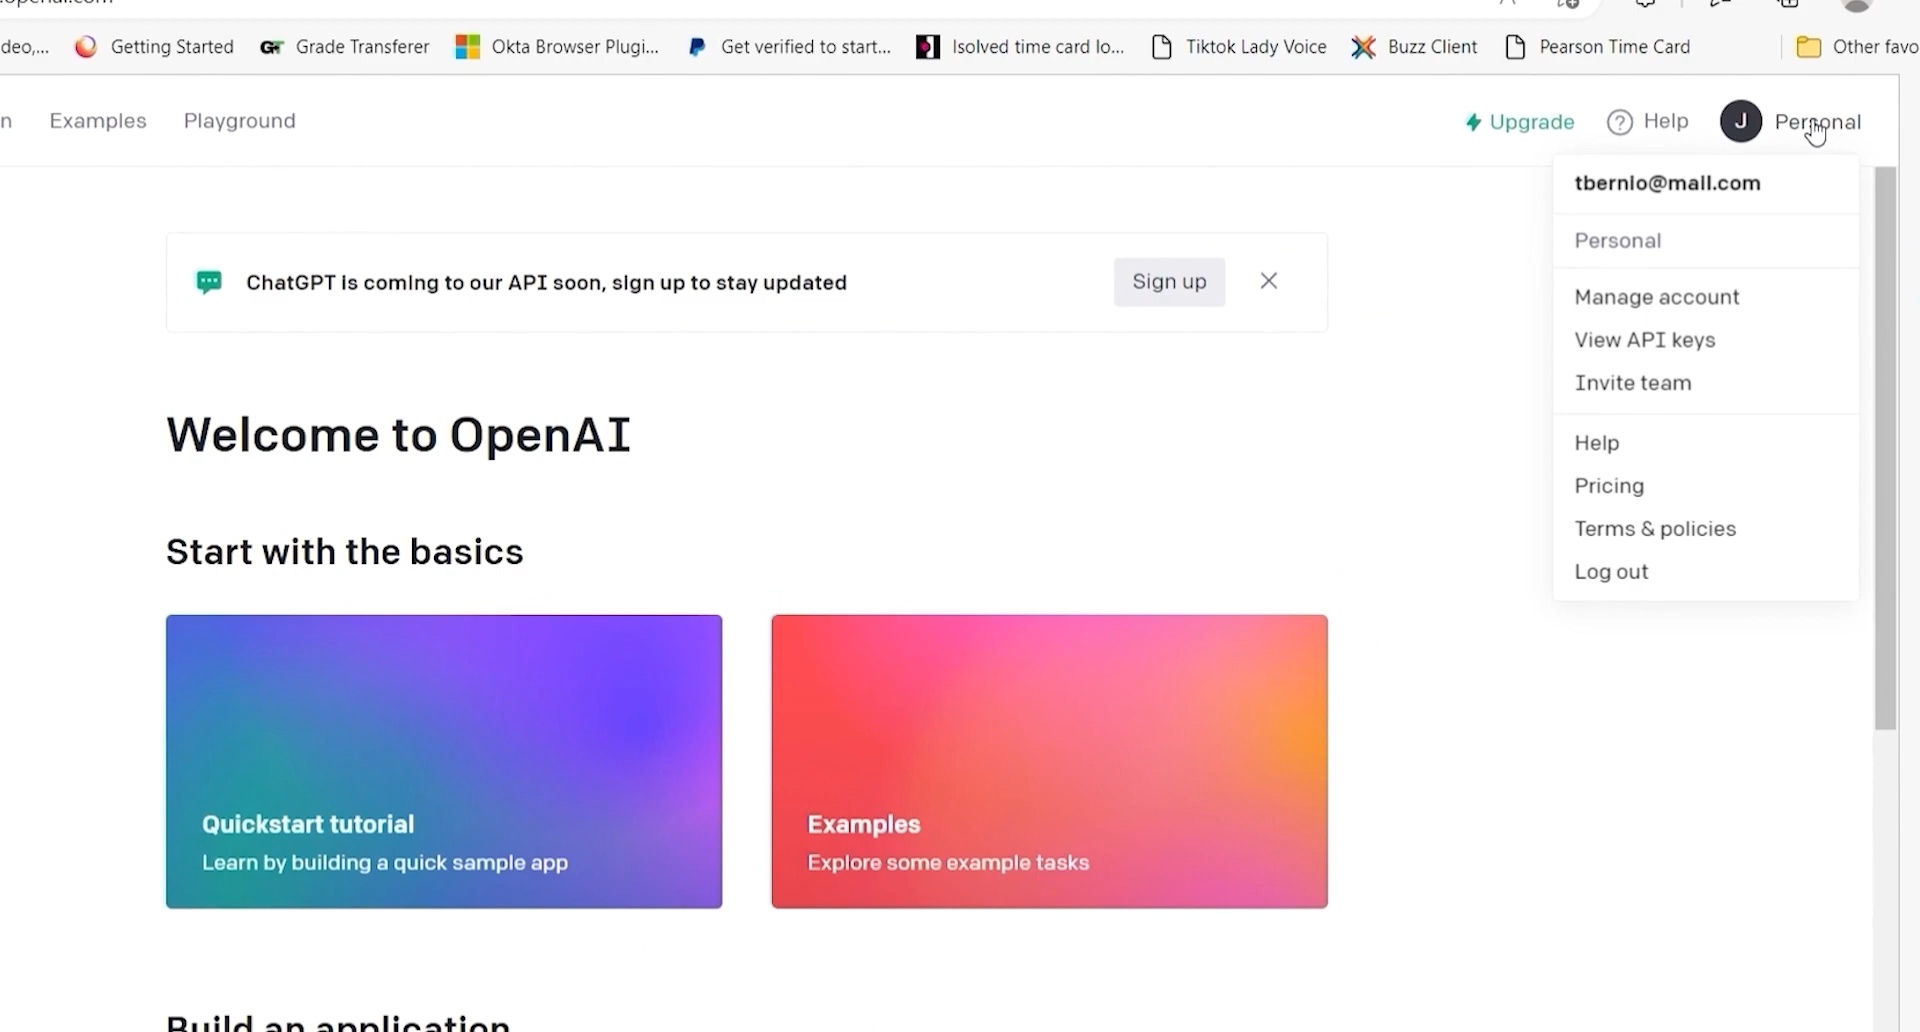 .openai.com
deo,... Getting Started Grade Transferer Okta Browser Plugi... Get verified to start... Isolved time card lo... Tiktok Lady Voice Buzz Client Pearson Time Card Other favo
n Examples Playground Upgrade Help J Personal
tbernio@mail.com
Personal
Manage account
View API keys
Invite team
Help
Pricing
Terms & policies
Log out
ChatGPT is coming to our API soon, sign up to stay updated Sign up
Welcome to OpenAI
Start with the basics
Quickstart tutorial
Learn by building a quick sample app
Examples
Explore some example tasks
Build an application